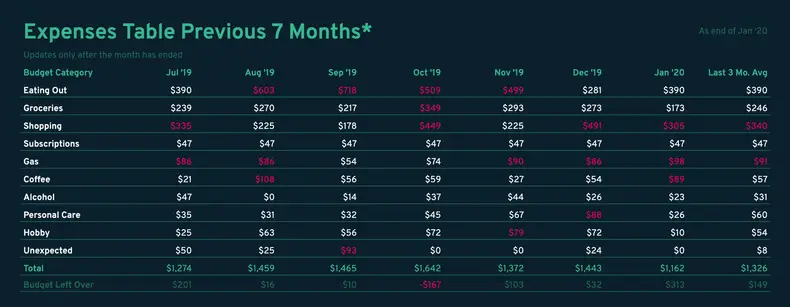 Expenses Table Previous 7 Months*
As end of Jan '20
Updates only after the month has ended
Budget Category Jul '19 Aug '19 Sep '19 Oct '19 Nov '19 Dec '19 Jan '20 Last 3 Mo. Avg
Eating Out $390 $603 $718 $509 $499 $281 $390 $390
Groceries $239 $270 $217 $349 $293 $273 $173 $246
Shopping $335 $225 $178 $449 $225 $491 $305 $340
Subscriptions $47 $47 $47 $47 $47 $47 $47 $47
Gas $86 $86 $54 $74 $90 $86 $98 $91
Coffee $21 $108 $56 $59 $27 $54 $89 $57
Alcohol $47 $0 $14 $37 $44 $26 $23 $31
Personal Care $35 $31 $32 $45 $67 $88 $26 $60
Hobby $25 $63 $56 $72 $79 $72 $10 $54
Unexpected $50 $25 $93 $0 $0 $24 $0 $8
Total $1,274 $1,459 $1,465 $1,642 $1,372 $1,443 $1,162 $1,326
Budget Left Over $201 $16 $10 -$167 $103 $32 $313 $149